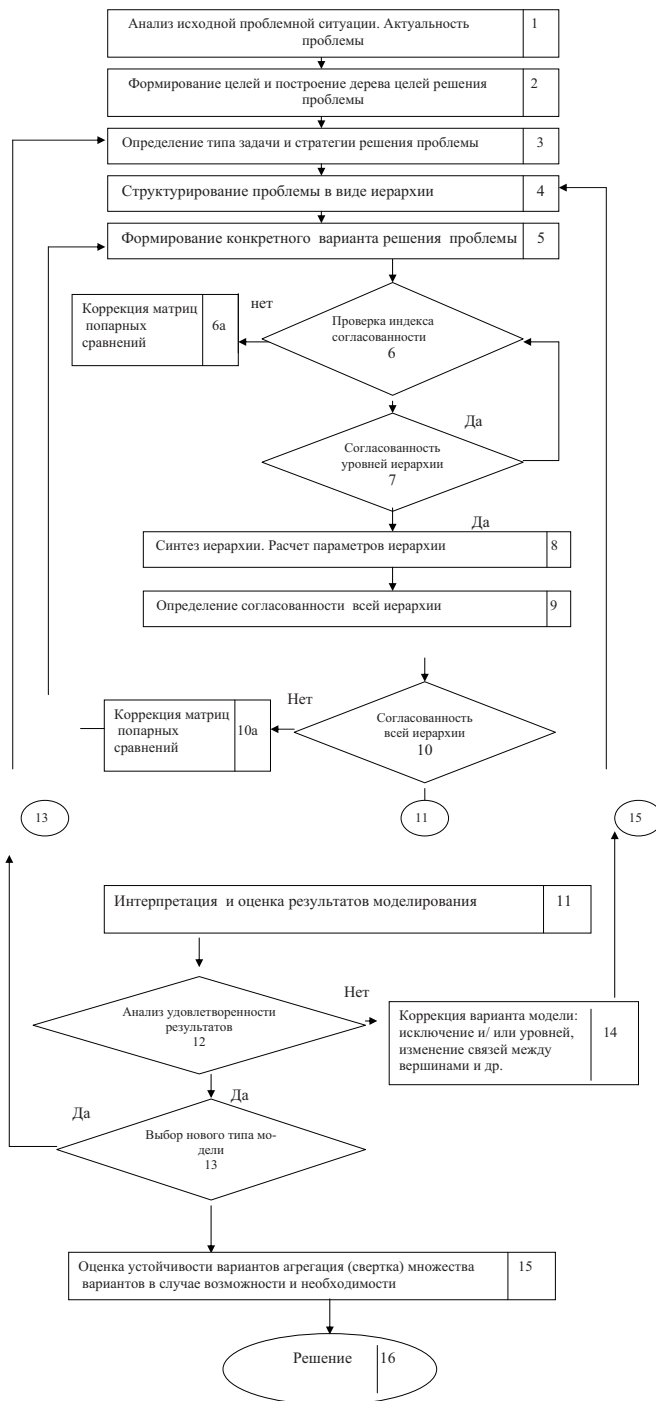 Анализ исходной проблемной ситуации. Актуальность
проблемы
1
Формирование целей и построение дерева целей решения
проблемы
2
Определение типа задачи и стратегии решения проблемы
3
Структурирование проблемы в виде иерархии
4
Формирование конкретного варианта решения проблемы
5
Коррекция матриц
попарных
сравнений
6а
нет
Проверка индекса
согласованности
6
Да
Согласованность
уровней иерархии
7
Да
Синтез иерархии. Расчет параметров иерархии
8
Определение согласованности всей иерархии
9
Коррекция матриц
попарных
сравнений
10а
Нет
Согласованность
всей иерархии
10
13
11
15
Интерпретация и оценка результатов моделирования
11
Анализ удовлетворенности
результатов
12
Нет
Коррекция варианта модели:
исключение и/ или уровней,
изменение связей между
вершинами и др.
14
Да
Да
Выбор нового типа мо-
дели
13
Оценка устойчивости вариантов агрегация (свертка) множества
вариантов в случае возможности и необходимости
15
Решение
16